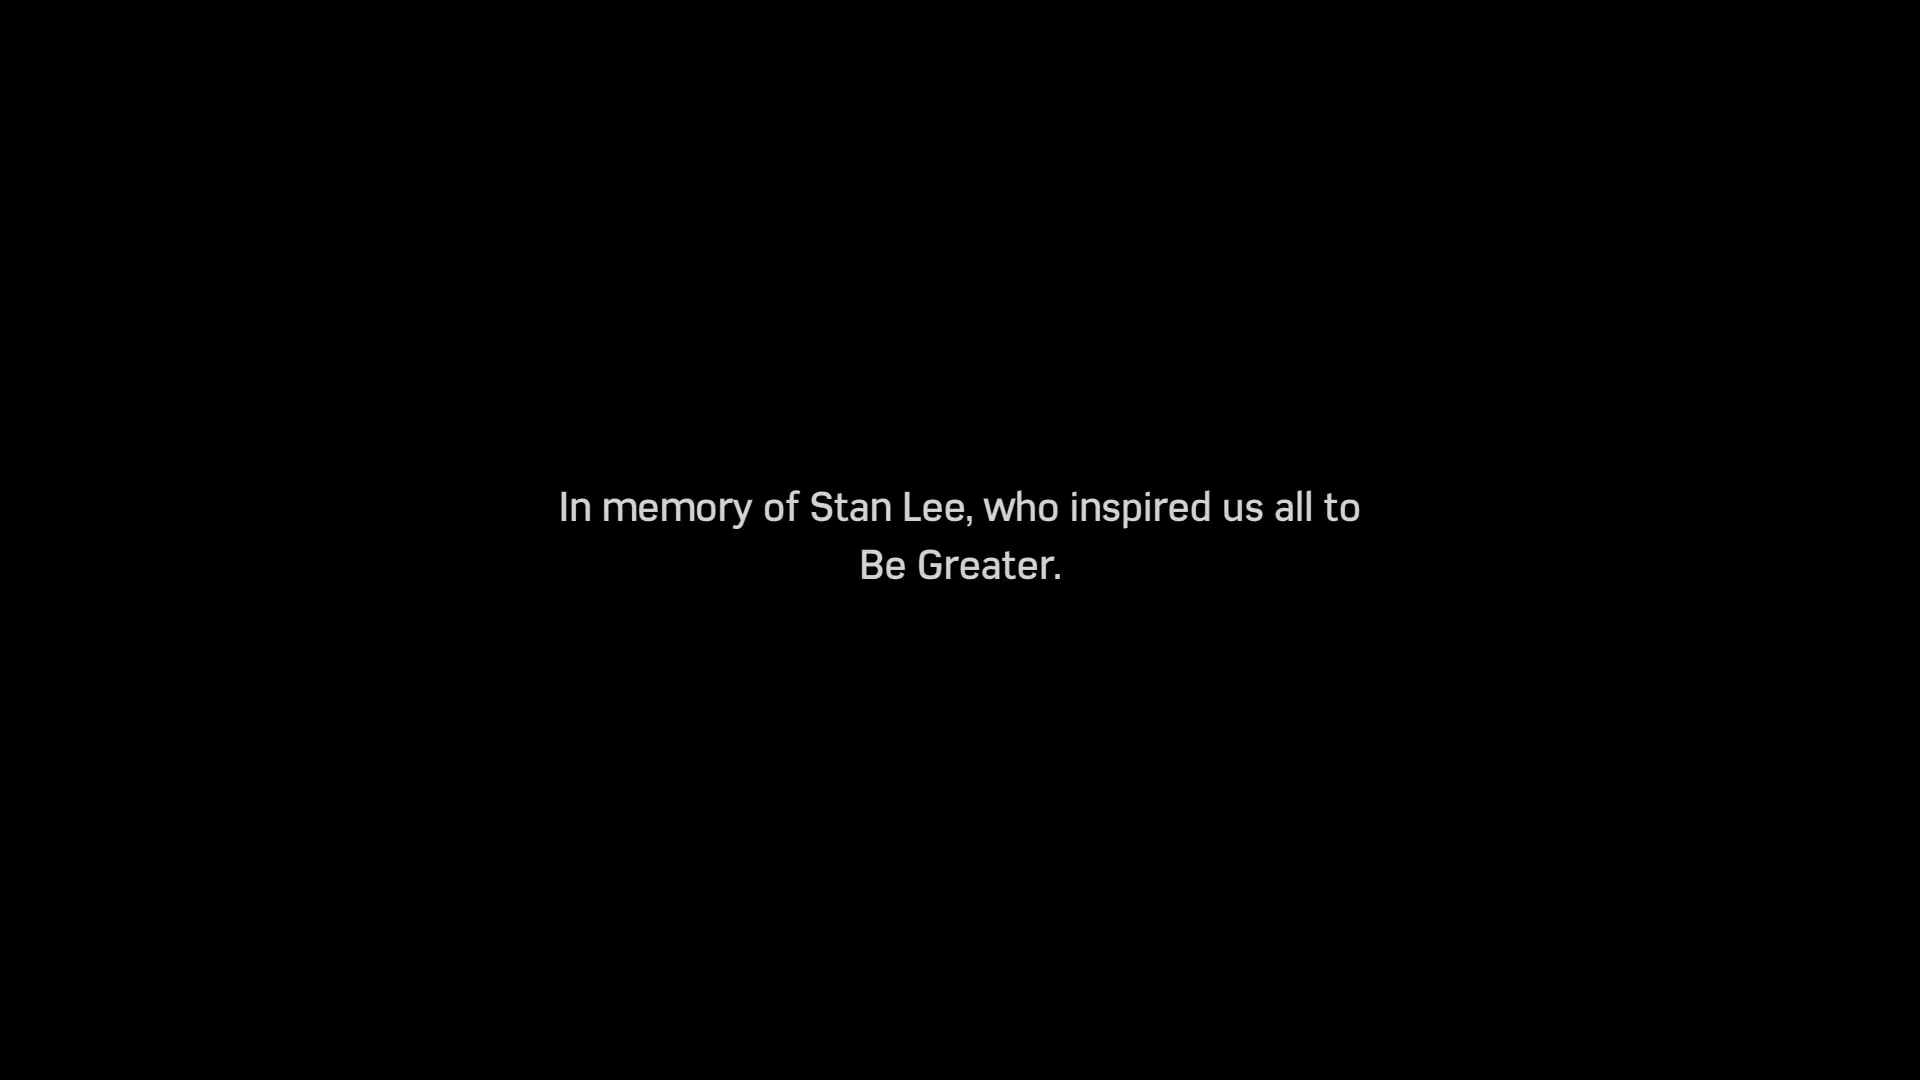 In memory of Stan Lee, who inspired us all to
Be Greater.